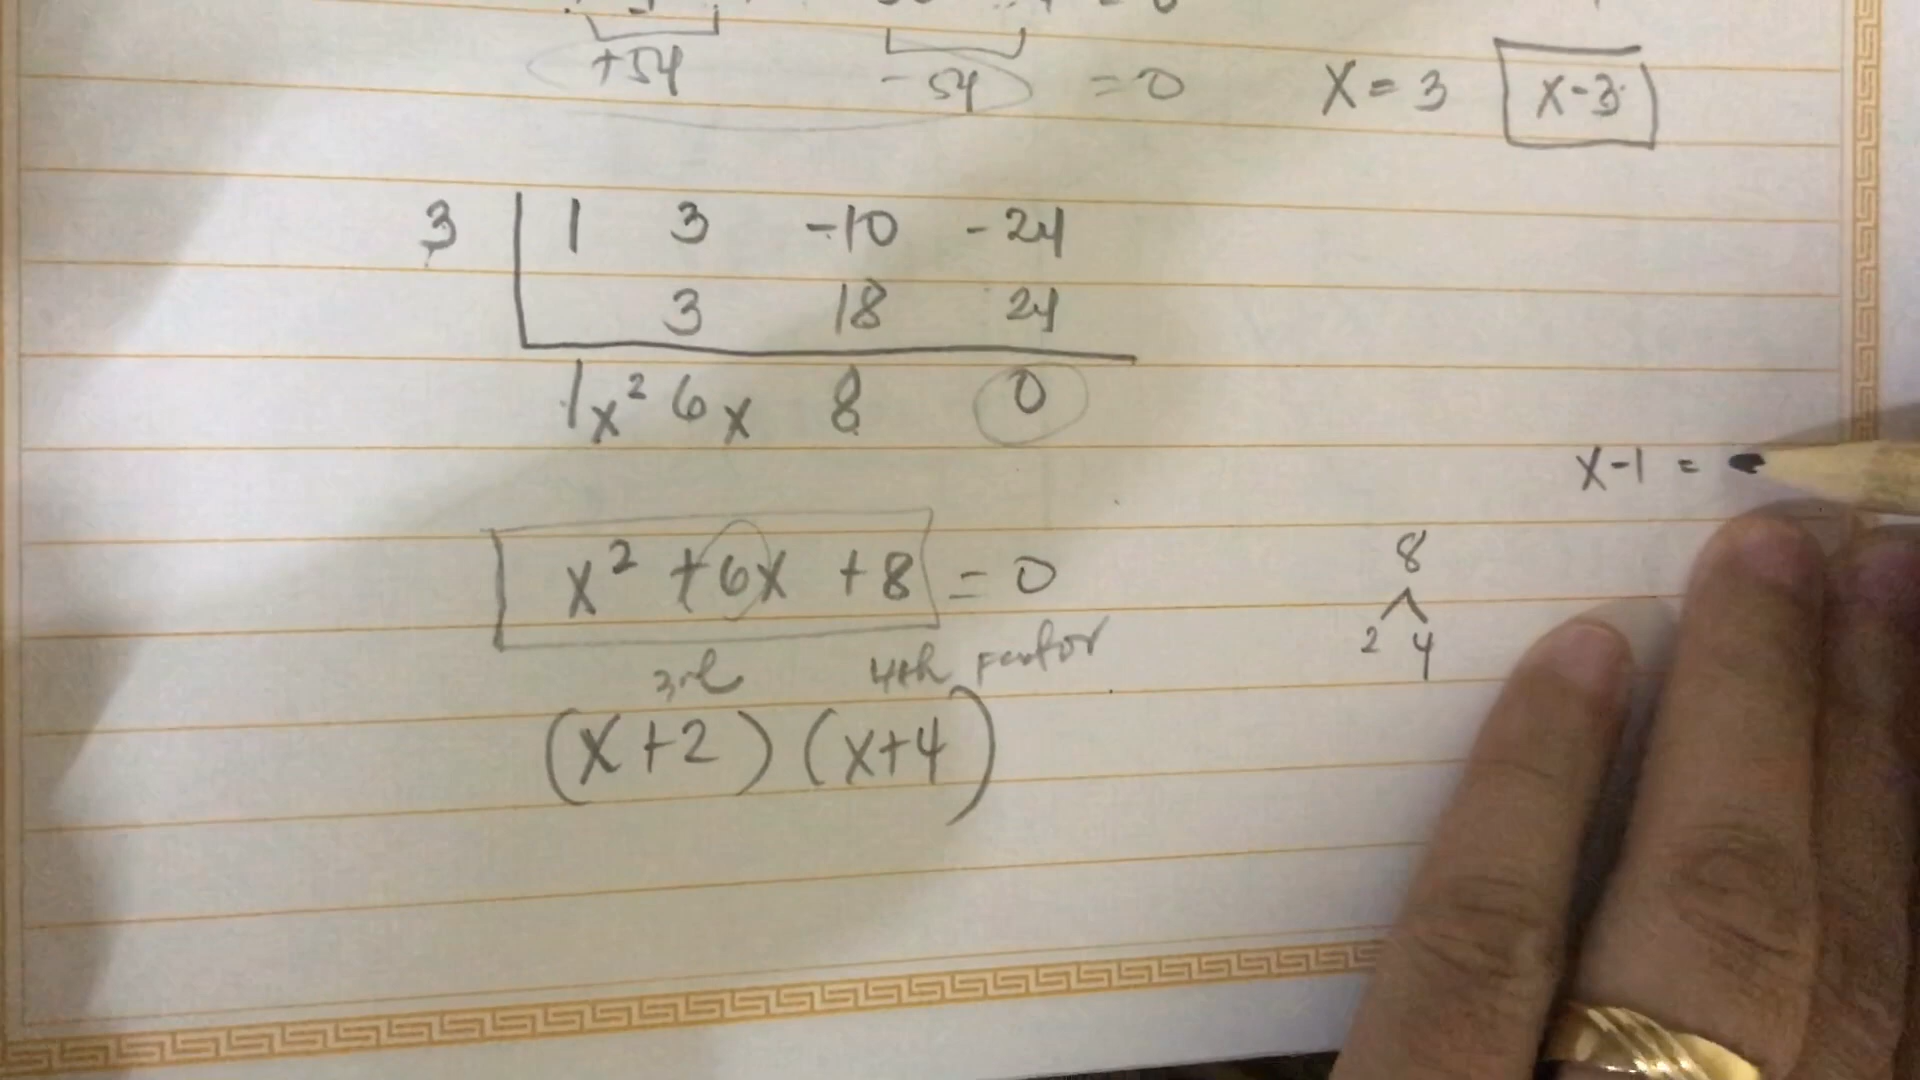 +54 -54 = 0 X = 3 X-3
3 1 3 -10 -24
3 18 24
1x² 6x 8 0
X-1 =
x² +6x +8 = 0 8
2 4
3rd 4th Factor
(x+2) (x+4)